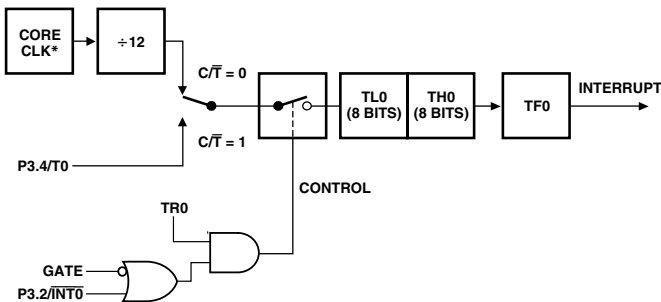 CORE
CLK*
÷12
C/T̅ = 0
C/T̅ = 1
P3.4/T0
TL0
(8 BITS)
TH0
(8 BITS)
TF0
INTERRUPT
CONTROL
TR0
GATE
P3.2/I̅N̅T̅0̅